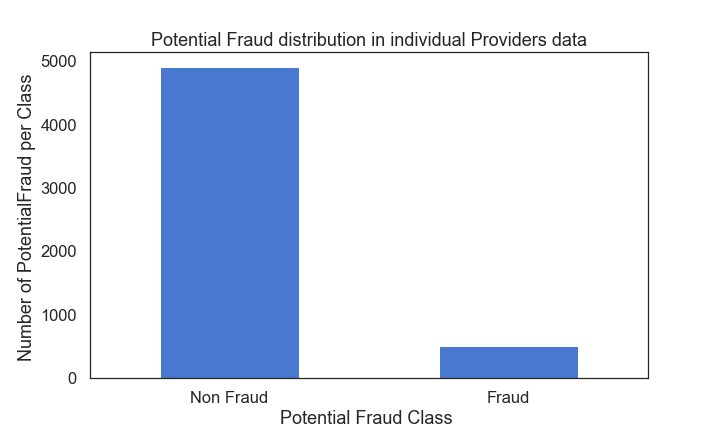 Potential Fraud distribution in individual Providers data
Number of PotentialFraud per Class
5000
4000
3000
2000
1000
0
Non Fraud
Fraud
Potential Fraud Class